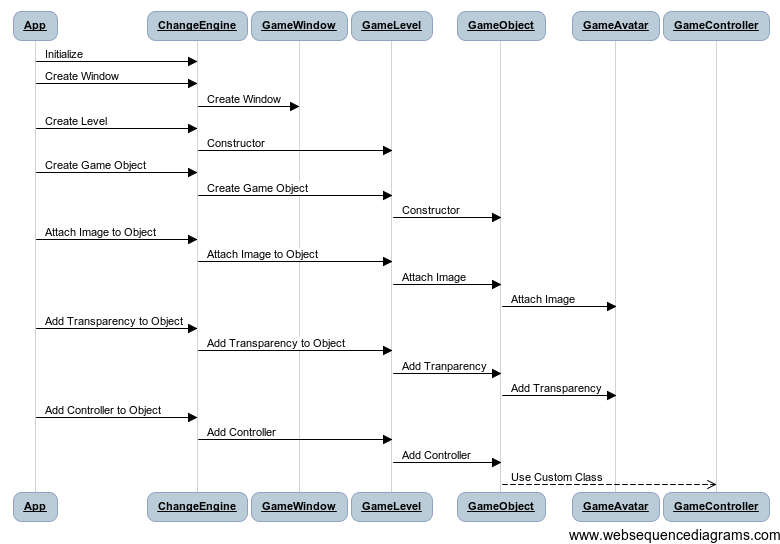 App ChangeEngine GameWindow GameLevel GameObject GameAvatar GameController
Initialize
Create Window
Create Window
Create Level
Constructor
Create Game Object
Create Game Object
Constructor
Attach Image to Object
Attach Image to Object
Attach Image
Attach Image
Add Transparency to Object
Add Transparency to Object
Add Tranparency
Add Transparency
Add Controller to Object
Add Controller
Add Controller
Use Custom Class
App ChangeEngine GameWindow GameLevel GameObject GameAvatar GameController
www.websequencediagrams.com